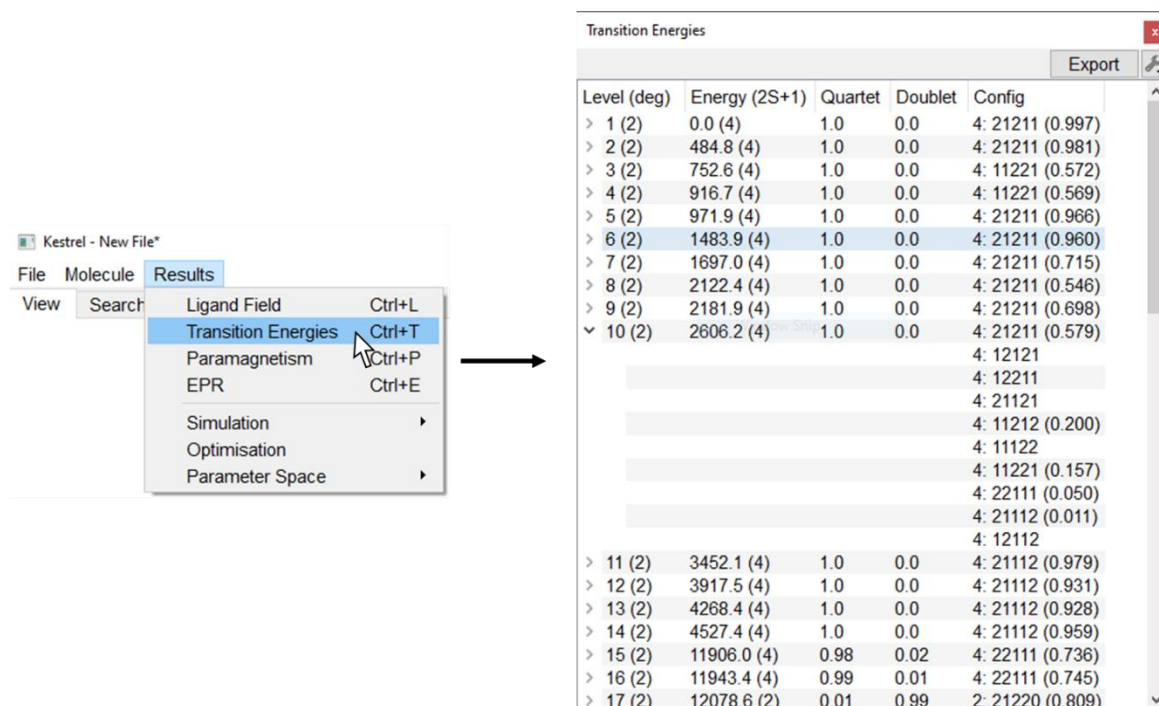 Kestrel - New File*
File Molecule Results
View Search
Ligand Field Ctrl+L
Transition Energies Ctrl+T
Paramagnetism Ctrl+P
EPR Ctrl+E
Simulation
Optimisation
Parameter Space
Transition Energies
Export
Level (deg) Energy (2S+1) Quartet Doublet Config
1 (2) 0.0 (4) 1.0 0.0 4: 21211 (0.997)
2 (2) 484.8 (4) 1.0 0.0 4: 21211 (0.981)
3 (2) 752.6 (4) 1.0 0.0 4: 11221 (0.572)
4 (2) 916.7 (4) 1.0 0.0 4: 11221 (0.569)
5 (2) 971.9 (4) 1.0 0.0 4: 21211 (0.966)
6 (2) 1483.9 (4) 1.0 0.0 4: 21211 (0.960)
7 (2) 1697.0 (4) 1.0 0.0 4: 21211 (0.715)
8 (2) 2122.4 (4) 1.0 0.0 4: 21211 (0.546)
9 (2) 2181.9 (4) 1.0 0.0 4: 21211 (0.698)
10 (2) 2606.2 (4) 1.0 0.0 4: 21211 (0.579)
4: 12121
4: 12211
4: 21121
4: 11212 (0.200)
4: 11122
4: 11221 (0.157)
4: 22111 (0.050)
4: 21112 (0.011)
4: 12112
11 (2) 3452.1 (4) 1.0 0.0 4: 21112 (0.979)
12 (2) 3917.5 (4) 1.0 0.0 4: 21112 (0.931)
13 (2) 4268.4 (4) 1.0 0.0 4: 21112 (0.928)
14 (2) 4527.4 (4) 1.0 0.0 4: 21112 (0.959)
15 (2) 11906.0 (4) 0.98 0.02 4: 22111 (0.736)
16 (2) 11943.4 (4) 0.99 0.01 4: 22111 (0.745)
17 (2) 12078.6 (2) 0.01 0.99 2: 21220 (0.809)